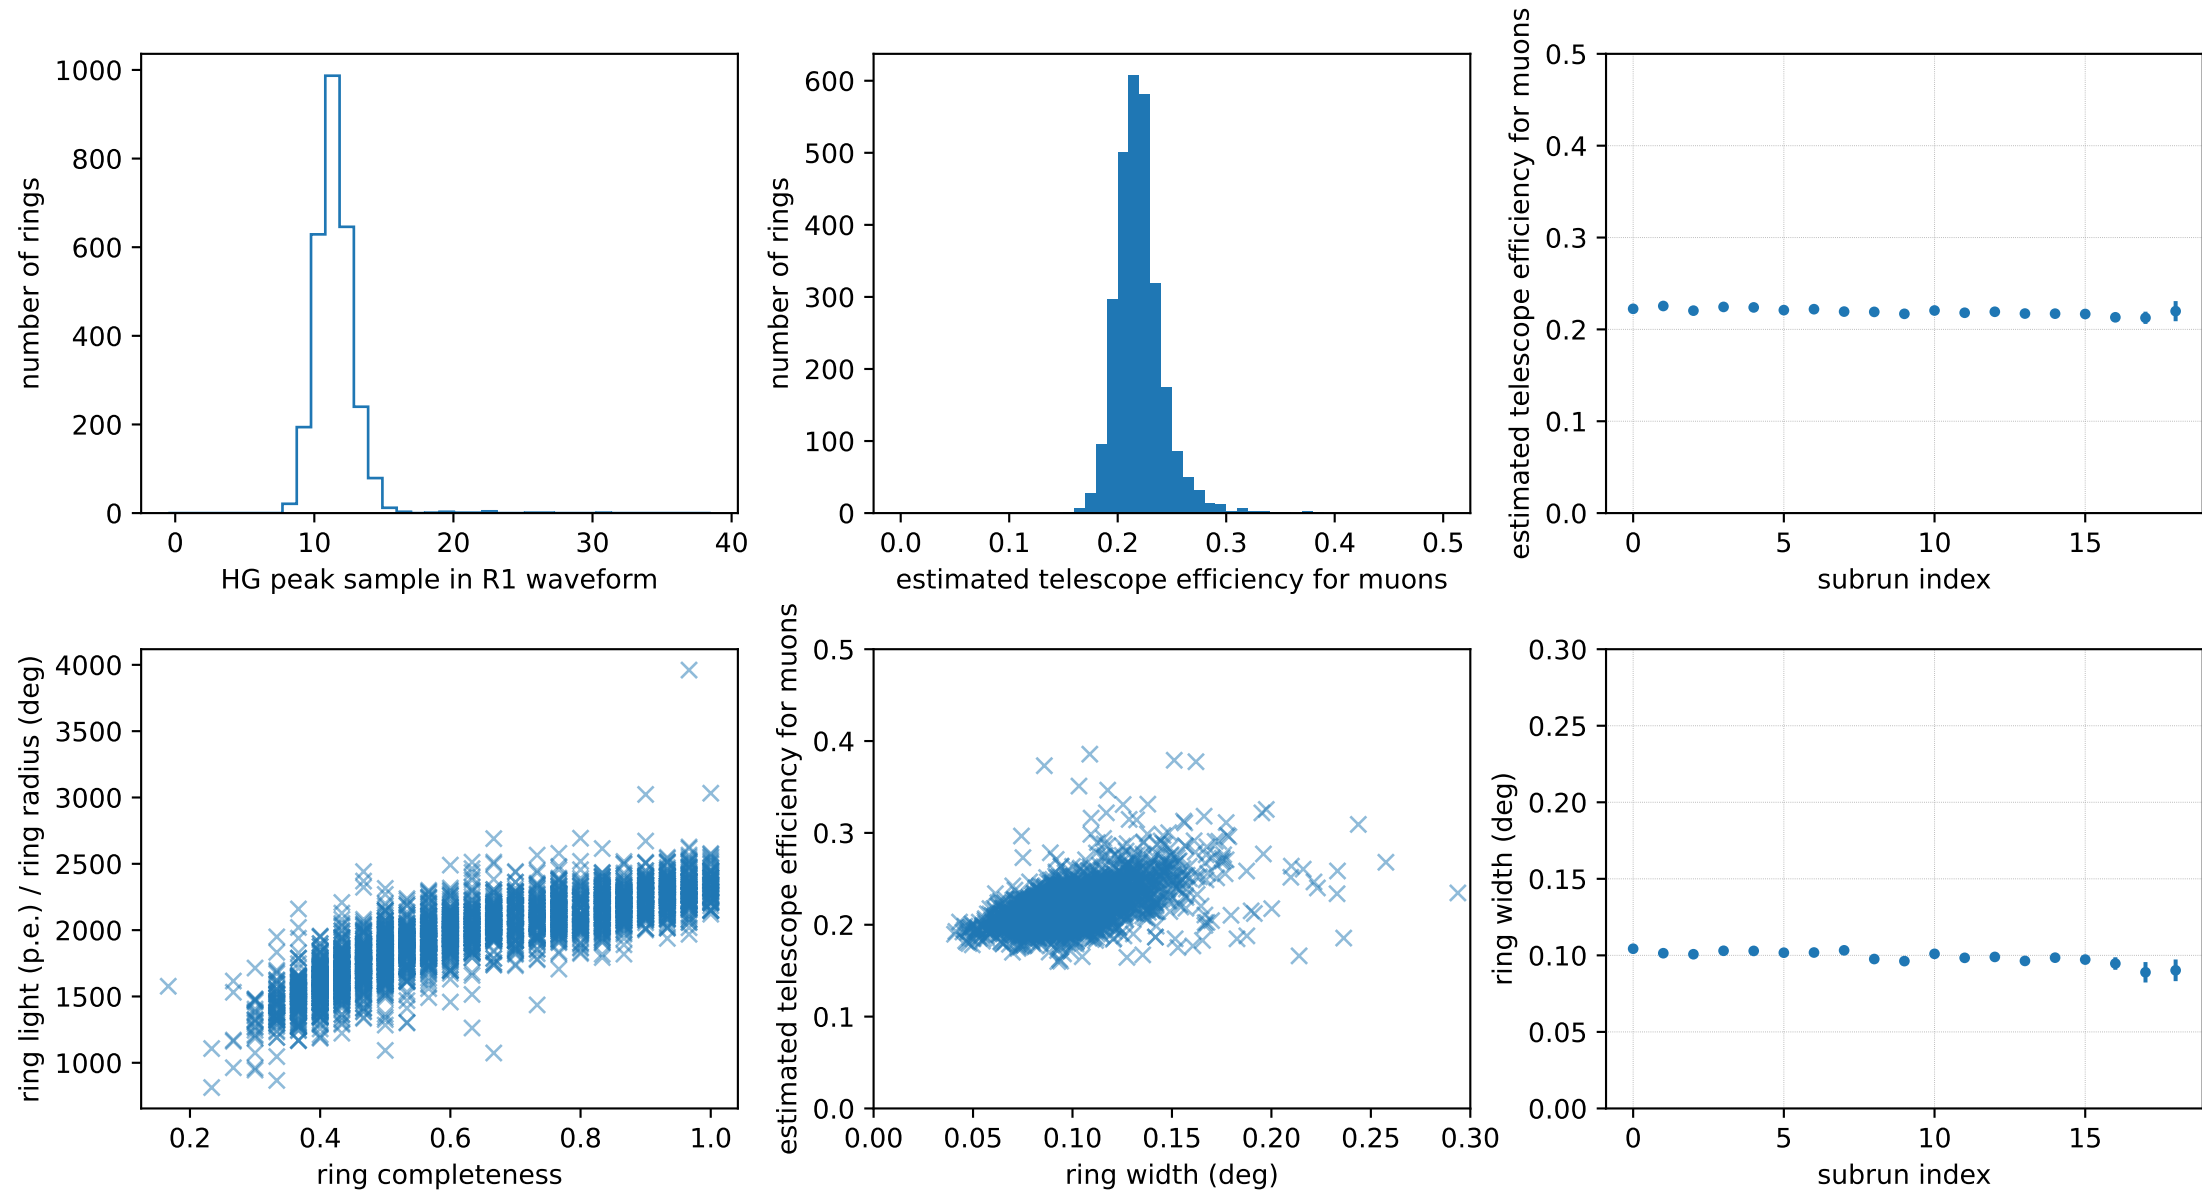 1000
800
600
400
200
0
number of rings
0 10 20 30 40
HG peak sample in R1 waveform
600
500
400
300
200
100
0
number of rings
0.0 0.1 0.2 0.3 0.4 0.5
estimated telescope efficiency for muons
0.5
0.4
0.3
0.2
0.1
0.0
estimated telescope efficiency for muons
0 5 10 15
subrun index
4000
3500
3000
2500
2000
1500
1000
ring light (p.e.) / ring radius (deg)
0.2 0.4 0.6 0.8 1.0
ring completeness
0.5
0.4
0.3
0.2
0.1
0.0
estimated telescope efficiency for muons
0.00 0.05 0.10 0.15 0.20 0.25 0.30
ring width (deg)
0.30
0.25
0.20
0.15
0.10
0.05
0.00
ring width (deg)
0 5 10 15
subrun index